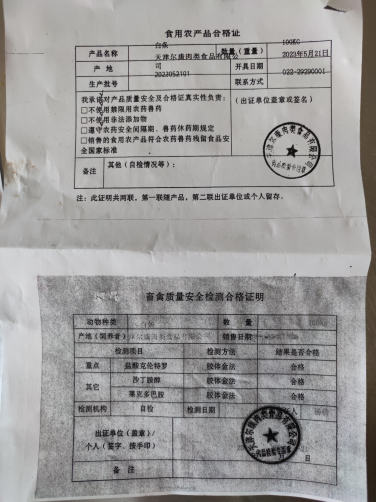 食用农产品合格证
产品名称 白条 数量（重量） 100KG
产 地 天津尔康肉类食品有限公司 开具日期 2023年5月21日
生产批号 2023052101 联系方式 022-29390001
我承诺对产品质量安全及合格证真实性负责：
□不使用禁限用农药兽药
□不使用非法添加物
□遵守农药安全间隔期、兽药休药期规定
□销售的食用农产品符合农药兽药残留食品安全国家标准
（出证单位盖章或签名）
备注 其他（自检情况等）：
注：此证明共两联，第一联随产品，第二联出证单位或个人留存。
畜禽质量安全检测合格证明
动物种类 白条 数 量
产地（饲养者） 销售日期
检测项目 检测方法 结果是否合格
重点 盐酸克伦特罗 胶体金法 合格
其它 沙丁胺醇 胶体金法 合格
莱克多巴胺 胶体金法 合格
检测机构 自检 检测日期 人
出证单位（盖章）/
个人（签字、按手印）
日
备 注